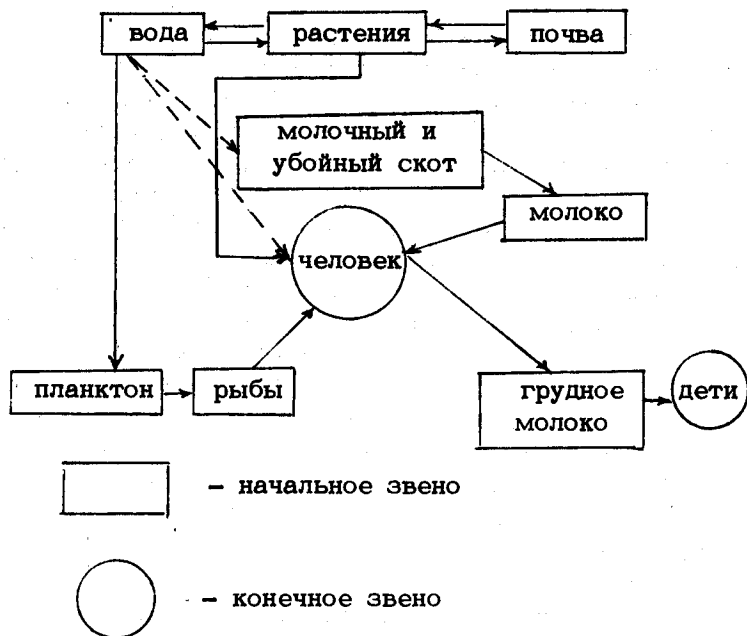 вода
растения
почва
молочный и
убойный скот
молоко
человек
планктон
рыбы
грудное
молоко
дети
– начальное звено
– конечное звено